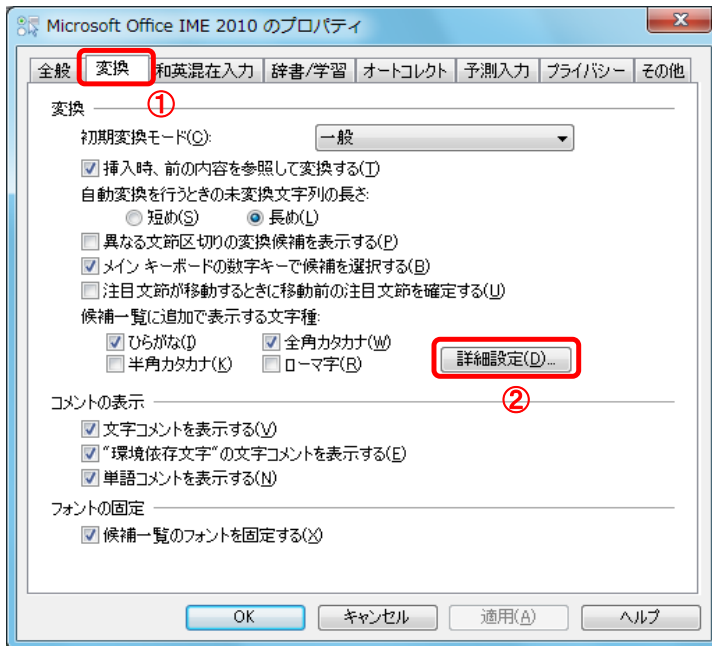 Microsoft Office IME 2010 のプロパティ
全般 変換 和英混在入力 辞書/学習 オートコレクト 予測入力 プライバシー その他
①
変換
初期変換モード(C): 一般
挿入時、前の内容を参照して変換する(T)
自動変換を行うときの未変換文字列の長さ:
短め(S) 長め(L)
異なる文節区切りの変換候補を表示する(P)
メイン キーボードの数字キーで候補を選択する(B)
注目文節が移動するときに移動前の注目文節を確定する(U)
候補一覧に追加で表示する文字種:
ひらがな(I) 全角カタカナ(W)
半角カタカナ(K) ローマ字(R) 詳細設定(D)...
②
コメントの表示
文字コメントを表示する(V)
“環境依存文字“の文字コメントを表示する(E)
単語コメントを表示する(N)
フォントの固定
候補一覧のフォントを固定する(X)
OK キャンセル 適用(A) ヘルプ